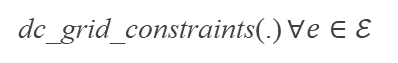 dc_grid_constraints(.) ∀e ∈ ℰ